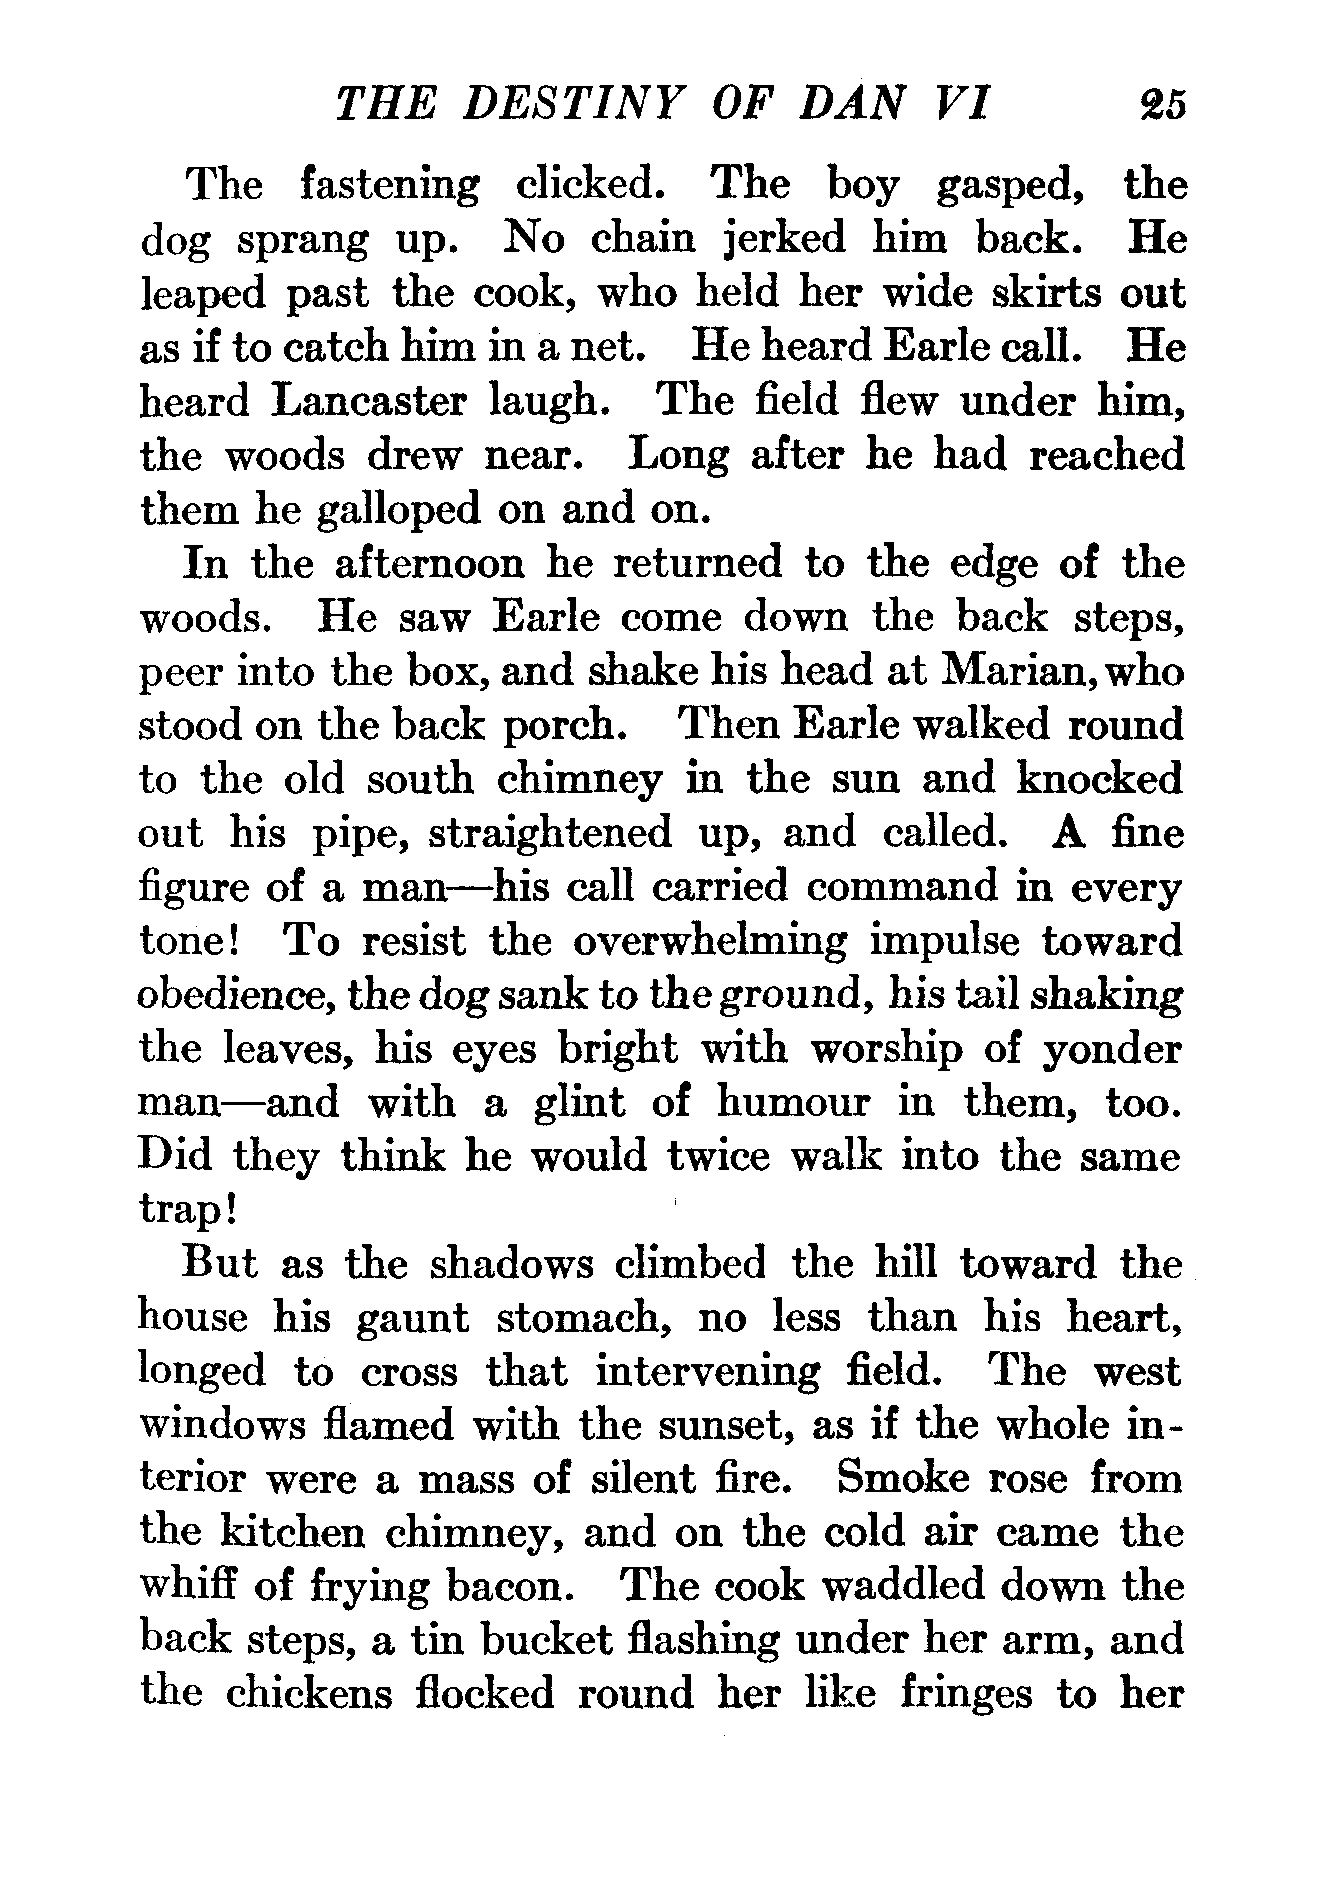 THE DESTINY OF DAN VI 25
The fastening clicked. The boy gasped, the
dog sprang up. No chain jerked him back. He
leaped past the cook, who held her wide skirts out
as if to catch him in a net. He heard Earle call. He
heard Lancaster laugh. The field flew under him,
the woods drew near. Long after he had reached
them he galloped on and on.
In the afternoon he returned to the edge of the
woods. He saw Earle come down the back steps,
peer into the box, and shake his head at Marian, who
stood on the back porch. Then Earle walked round
to the old south chimney in the sun and knocked
out his pipe, straightened up, and called. A fine
figure of a man—his call carried command in every
tone! To resist the overwhelming impulse toward
obedience, the dog sank to the ground, his tail shaking
the leaves, his eyes bright with worship of yonder
man—and with a glint of humour in them, too.
Did they think he would twice walk into the same
trap!
But as the shadows climbed the hill toward the
house his gaunt stomach, no less than his heart,
longed to cross that intervening field. The west
windows flamed with the sunset, as if the whole in-
terior were a mass of silent fire. Smoke rose from
the kitchen chimney, and on the cold air came the
whiff of frying bacon. The cook waddled down the
back steps, a tin bucket flashing under her arm, and
the chickens flocked round her like fringes to her